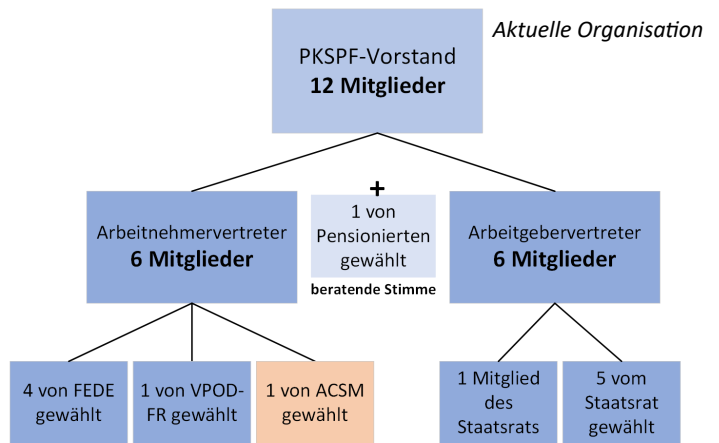 Aktuelle Organisation
PKSPF-Vorstand
12 Mitglieder
Arbeitnehmervertreter
6 Mitglieder
+
1 von
Pensionierten
gewählt
beratende Stimme
Arbeitgebervertreter
6 Mitglieder
4 von FEDE
gewählt
1 von VPOD-
FR gewählt
1 von ACSM
gewählt
1 Mitglied
des
Staatsrats
5 vom
Staatsrat
gewählt